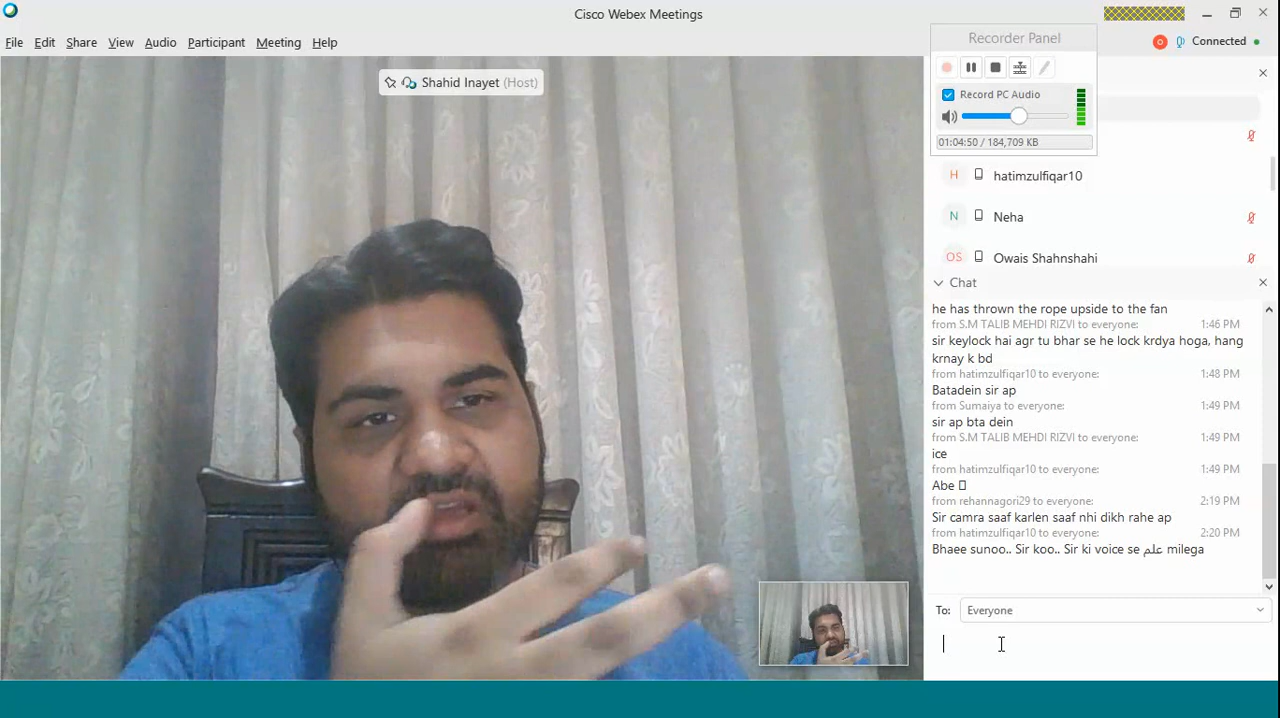 Cisco Webex Meetings
File Edit Share View Audio Participant Meeting Help
Connected
Recorder Panel
Record PC Audio
01:04:50 / 184,709 KB
Shahid Inayet (Host)
H hatimzulfiqar10
N Neha
OS Owais Shahnshahi
Chat
he has thrown the rope upside to the fan
from S.M TALIB MEHDI RIZVI to everyone: 1:46 PM
sir keylock hai agr tu bhar se he lock krdya hoga, hang
krnay k bd
from hatimzulfiqar10 to everyone: 1:48 PM
Batadein sir ap
from Sumaiya to everyone: 1:49 PM
sir ap bta dein
from S.M TALIB MEHDI RIZVI to everyone: 1:49 PM
ice
from hatimzulfiqar10 to everyone: 1:49 PM
Abe
from rehannagori29 to everyone: 2:19 PM
Sir camra saaf karlen saaf nhi dikh rahe ap
from hatimzulfiqar10 to everyone: 2:20 PM
Bhaee sunoo.. Sir koo.. Sir ki voice se علم milega
To: Everyone